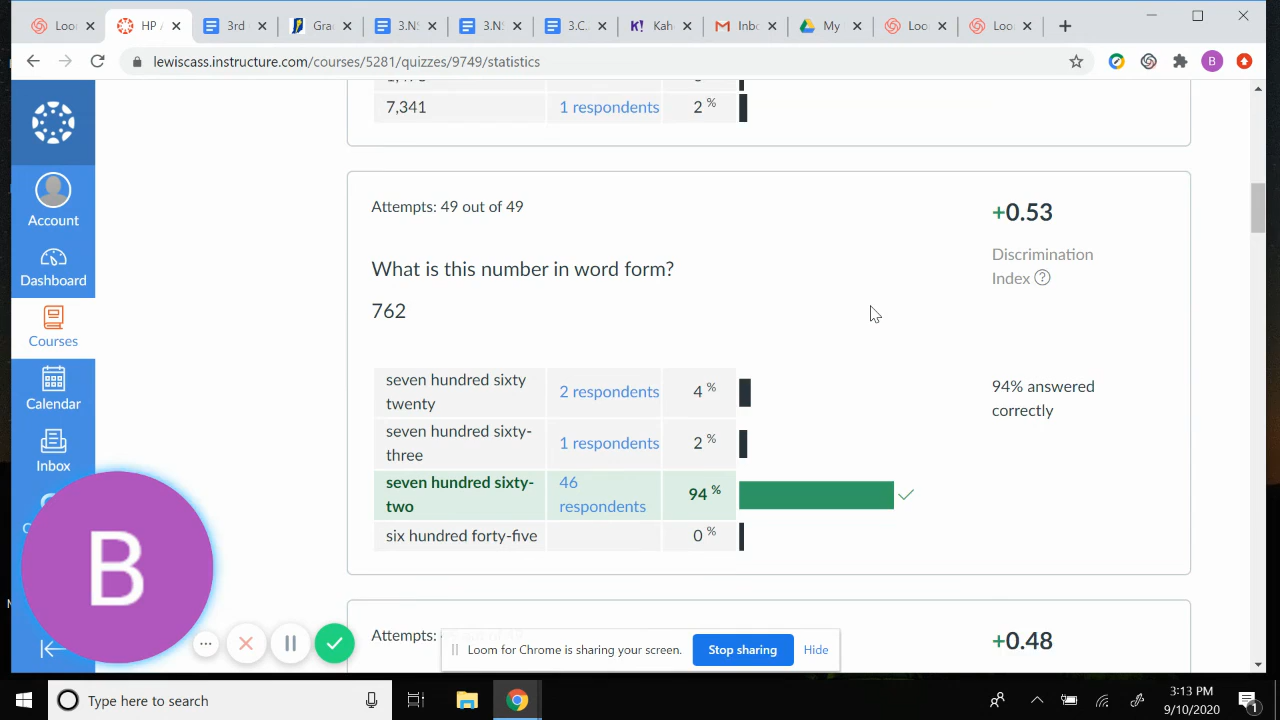 Loo
HP /
3rd
Gra
3.NS
3.NS
3.C.
Kah
Inbo
My
Loo
Loo
lewiscass.instructure.com/courses/5281/quizzes/9749/statistics
B
7,341 1 respondents 2 %
Account
Dashboard
Courses
Calendar
Inbox
Attempts: 49 out of 49
+0.53
Discrimination
Index ?
What is this number in word form?
762
seven hundred sixty
twenty
2 respondents 4 %
seven hundred sixty-
three
1 respondents 2 %
seven hundred sixty-
two
46
respondents
94 %
six hundred forty-five 0 %
94% answered
correctly
B
Attempts:
+0.48
Loom for Chrome is sharing your screen.
Stop sharing
Hide
Type here to search
3:13 PM
9/10/2020
1